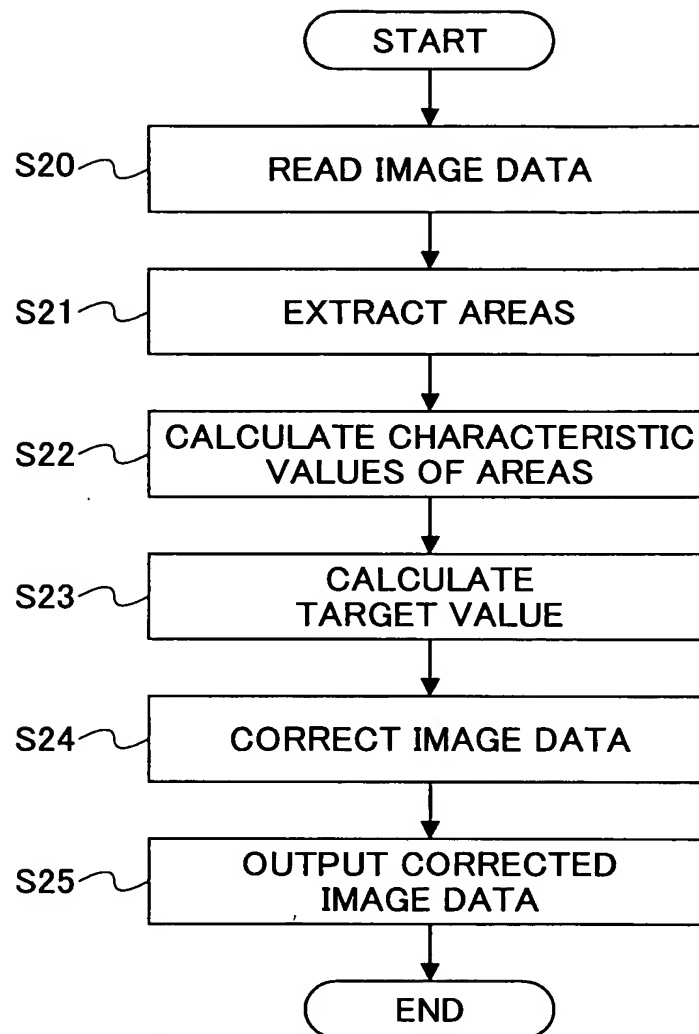 START
S20
READ IMAGE DATA
S21
EXTRACT AREAS
S22
CALCULATE CHARACTERISTIC
VALUES OF AREAS
S23
CALCULATE
TARGET VALUE
S24
CORRECT IMAGE DATA
S25
OUTPUT CORRECTED
IMAGE DATA
END